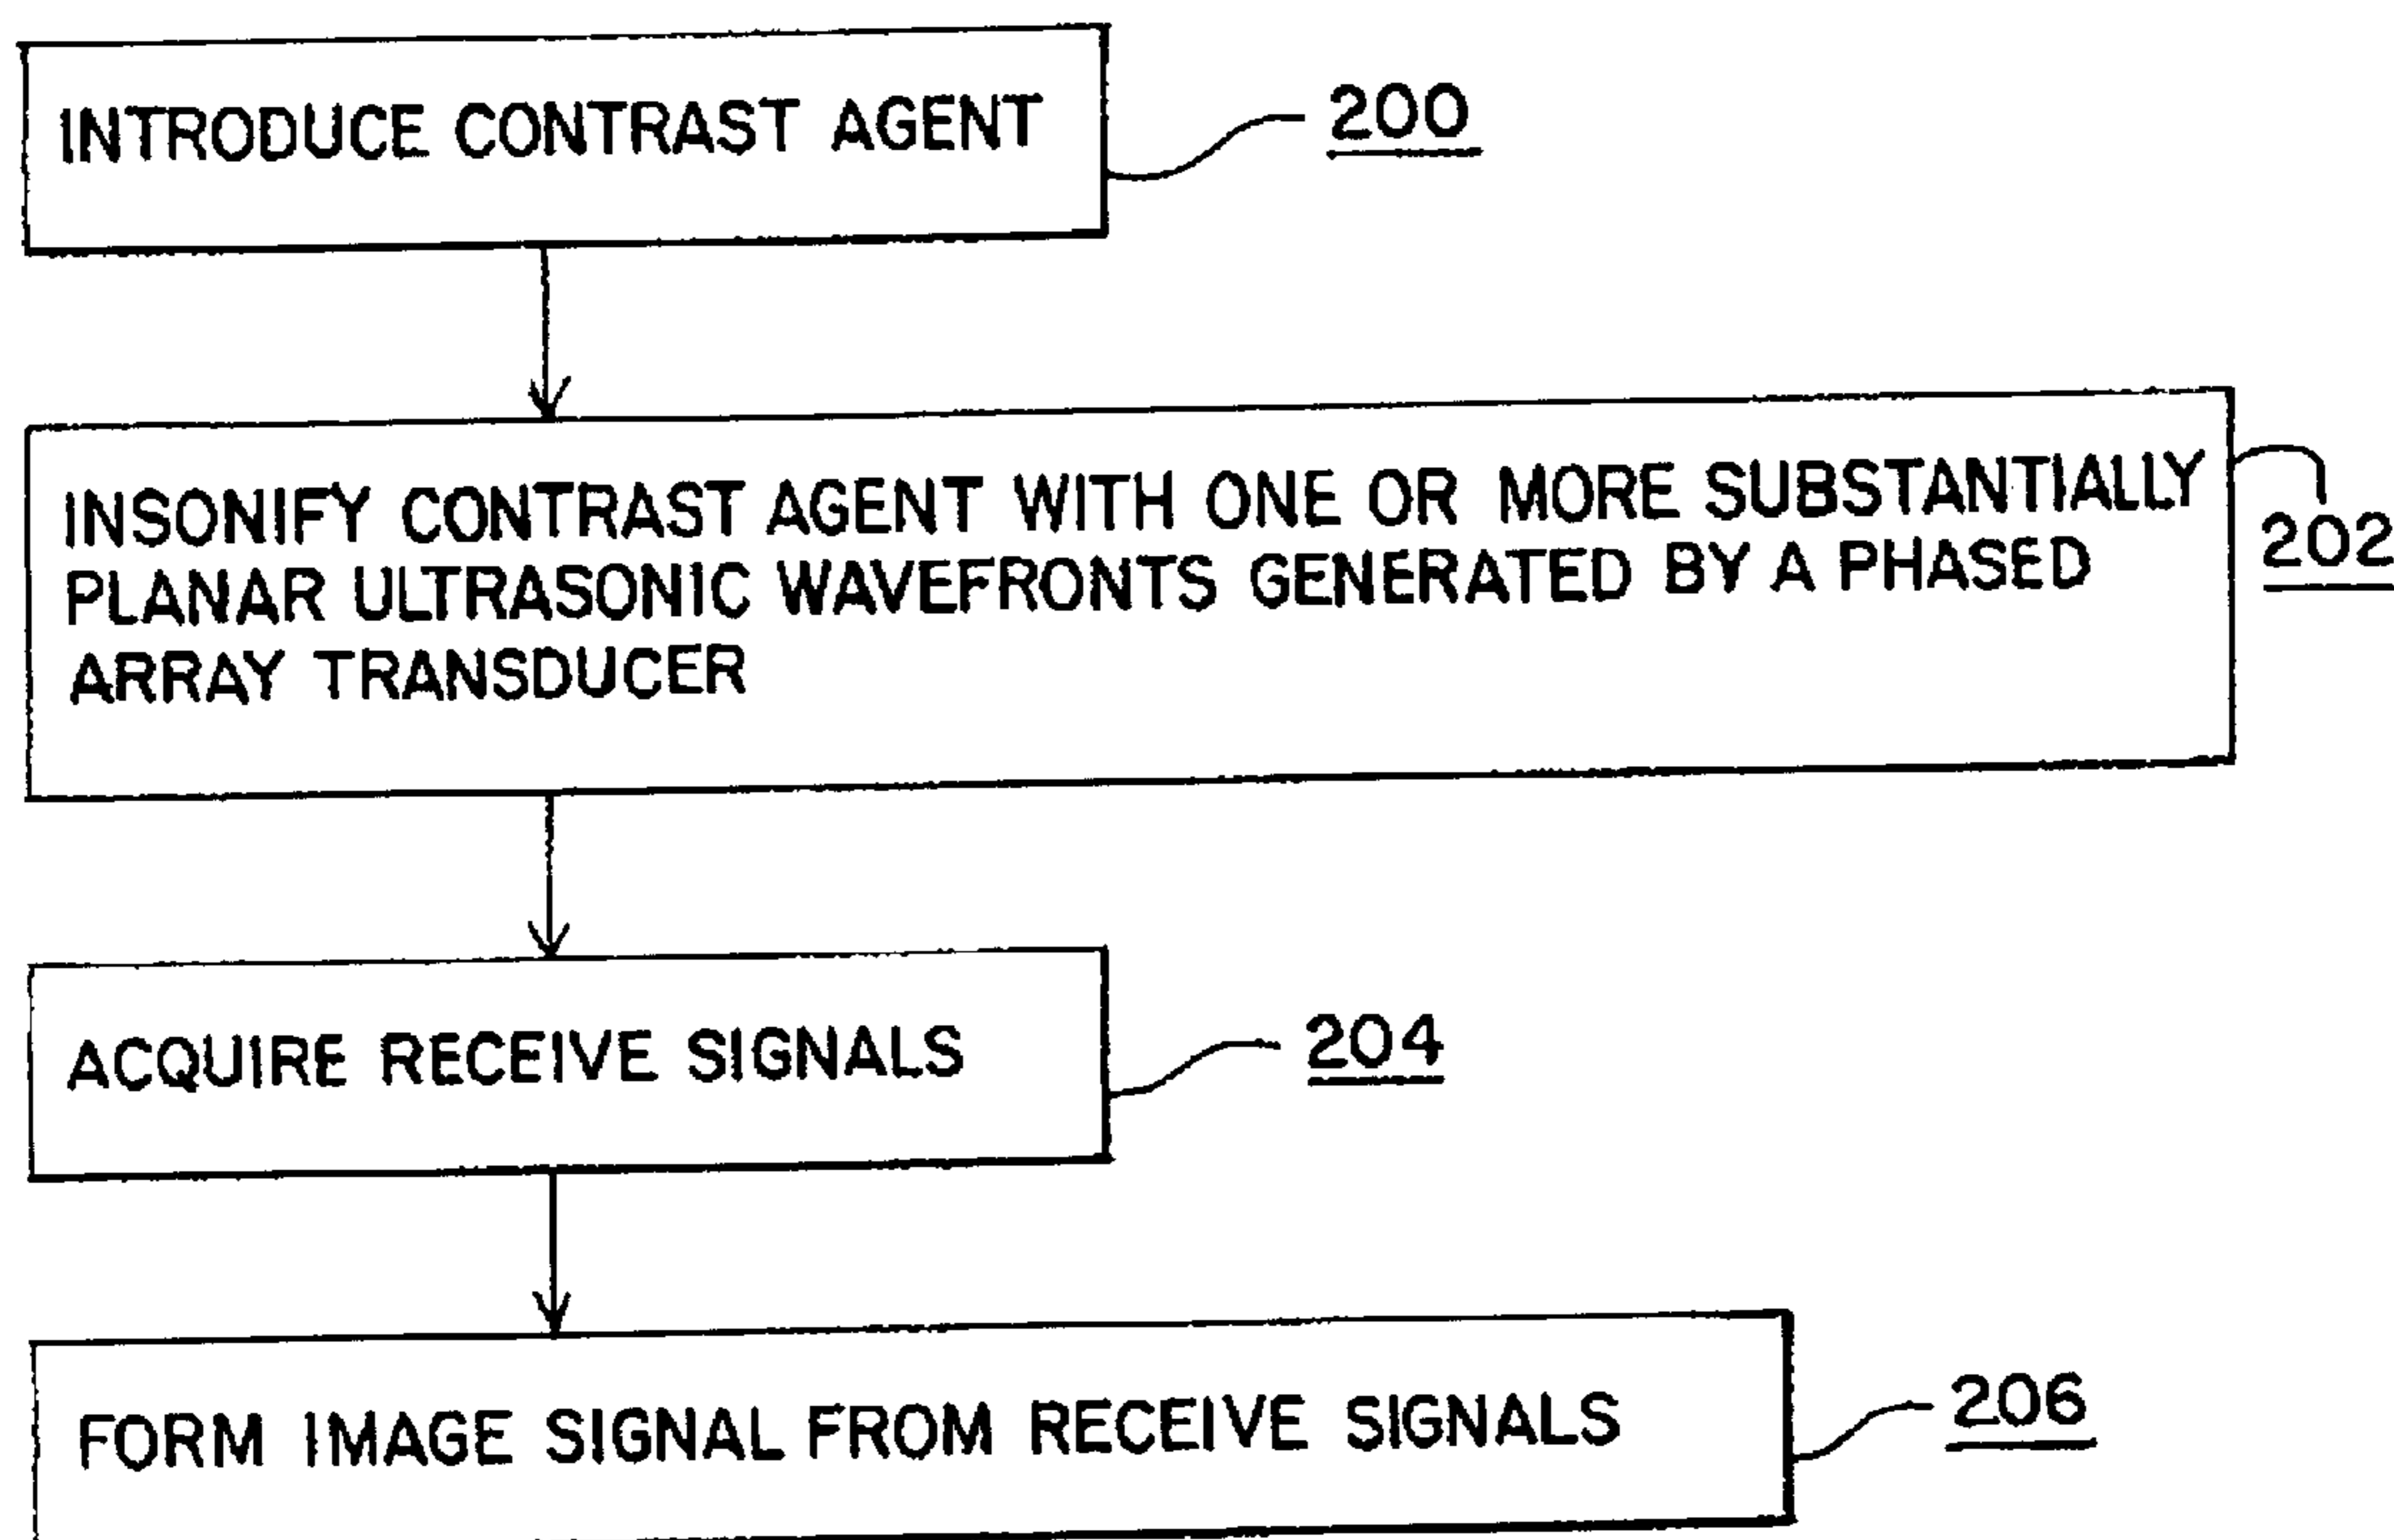 INTRODUCE CONTRAST AGENT
200
INSONIFY CONTRAST AGENT WITH ONE OR MORE SUBSTANTIALLY
PLANAR ULTRASONIC WAVEFRONTS GENERATED BY A PHASED
ARRAY TRANSDUCER
202
ACQUIRE RECEIVE SIGNALS
204
FORM IMAGE SIGNAL FROM RECEIVE SIGNALS
206